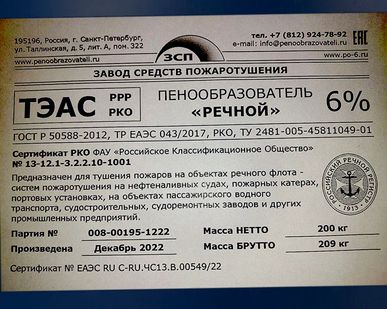 195196, Россия, г. Санкт-Петербург,
ул. Таллинская, д. 5, лит. А, пом. 322
www.penoobrazovateli.ru
ЗСП
тел. +7 (812) 924-78-92
e-mail: info@penoobrazovateli.ru
www.po-6.ru
EAC
ЗАВОД СРЕДСТВ ПОЖАРОТУШЕНИЯ
ТЭАС РРР РКО
ПЕНООБРАЗОВАТЕЛЬ
«РЕЧНОЙ»
6%
ГОСТ Р 50588-2012, ТР ЕАЭС 043/2017, РКО, ТУ 2481-005-45811049-01
Сертификат РКО ФАУ «Российское Классификационное Общество»
№ 13-12.1-3.2.2.10-1001
Предназначен для тушения пожаров на объектах речного флота -
систем пожаротушения на нефтеналивных судах, пожарных катерах,
портовых установках, на объектах пассажирского водного
транспорта, судостроительных, судоремонтных заводов и других
промышленных предприятий.
РОССИЙСКИЙ РЕЧНОЙ РЕГИСТР
1913
Партия № 008-00195-1222 Масса НЕТТО 200 кг
Произведена Декабрь 2022 Масса БРУТТО 209 кг
Сертификат № ЕАЭС RU C-RU.ЧС13.В.00549/22